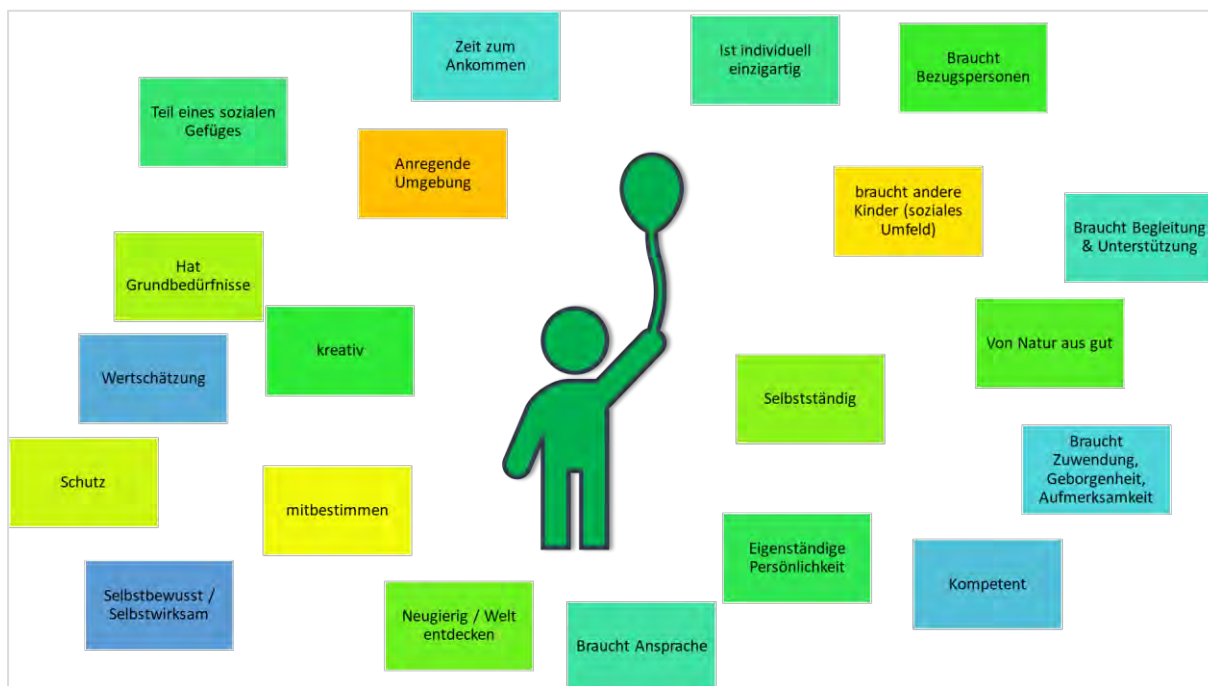 Zeit zum
Ankommen
Ist individuell
einzigartig
Braucht
Bezugspersonen
Teil eines sozialen
Gefüges
Anregende
Umgebung
braucht andere
Kinder (soziales
Umfeld)
Braucht Begleitung
& Unterstützung
Hat
Grundbedürfnisse
kreativ
Von Natur aus gut
Wertschätzung
Selbstständig
Braucht
Zuwendung,
Geborgenheit,
Aufmerksamkeit
Schutz
mitbestimmen
Eigenständige
Persönlichkeit
Kompetent
Selbstbewusst /
Selbstwirksam
Neugierig / Welt
entdecken
Braucht Ansprache